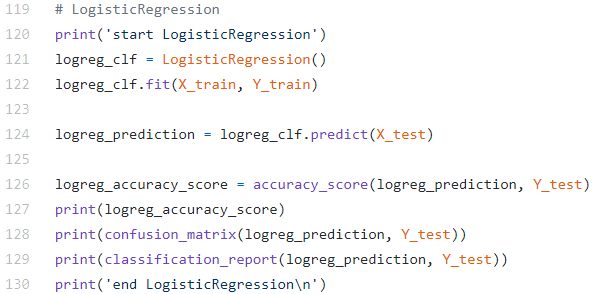 119 # LogisticRegression
120 print('start LogisticRegression')
121 logreg_clf = LogisticRegression()
122 logreg_clf.fit(X_train, Y_train)
123
124 logreg_prediction = logreg_clf.predict(X_test)
125
126 logreg_accuracy_score = accuracy_score(logreg_prediction, Y_test)
127 print(logreg_accuracy_score)
128 print(confusion_matrix(logreg_prediction, Y_test))
129 print(classification_report(logreg_prediction, Y_test))
130 print('end LogisticRegression\n')